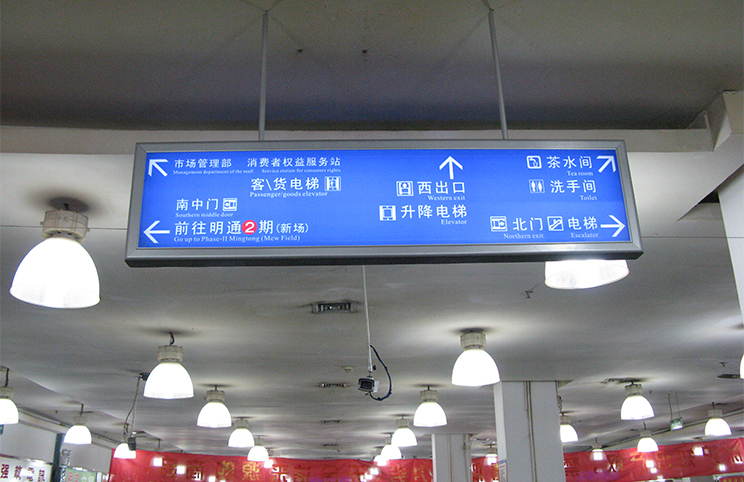 市场管理部 消费者权益服务站
Management department of the stall Service station for consumer rights
客\货电梯
Passenger/goods elevator
南中门
Southern middle door
前往明通2期(新场)
Go up to Phase-II Mingtong (Mew Field)
西出口
Western exit
升降电梯
Elevator
茶水间
Tea room
洗手间
Toilet
北门 电梯
Northern exit Escalator